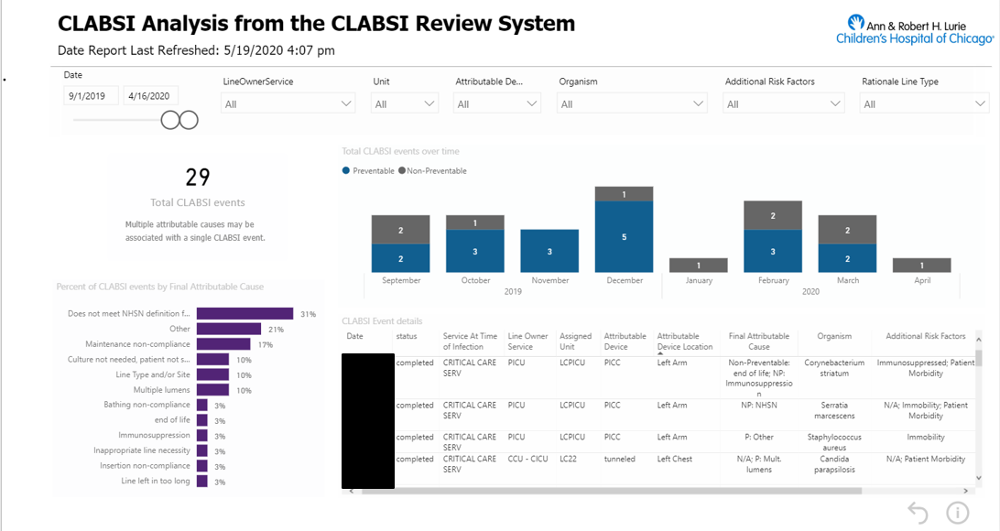 CLABSI Analysis from the CLABSI Review System
Date Report Last Refreshed: 5/19/2020 4:07 pm
Ann & Robert H. Lurie
Children's Hospital of Chicago
Date
9/1/2019 4/16/2020
LineOwnerService
All
Unit
All
Attributable De...
All
Organism
All
Additional Risk Factors
All
Rationale Line Type
All
29
Total CLABSI events
Multiple attributable causes may be
associated with a single CLABSI event.
Total CLABSI events over time
Preventable Non-Preventable
2 2
3 1
3
5 1
1
3 2
2 2
1
September October November December January February March April
2019 2020
Percent of CLABSI events by Final Attributable Cause
Does not meet NHSN definition f... 31%
Other 21%
Maintenance non-compliance 17%
Culture not needed, patient not s... 10%
Line Type and/or Site 10%
Multiple lumens 10%
Bathing non-compliance 3%
end of life 3%
Immunosuppression 3%
Inappropriate line necessity 3%
Insertion non-compliance 3%
Line left in too long 3%
CLABSI Event details
Date status Service At Time Line Owner Assigned Attributable Attributable Final Attributable Organism Additional Risk Factors
of Infection Service Unit Device Device Location Cause
completed CRITICAL CARE PICU LCPICU PICC Left Arm Non-Preventable: Corynebacterium Immunosuppressed; Patient
SERV end of life; NP: striatum Morbidity
Immunosuppressio
n
completed CRITICAL CARE PICU LCPICU PICC Left Arm NP: NHSN Serratia N/A; Immobility; Patient
SERV marcescens Morbidity
completed CRITICAL CARE PICU LCPICU PICC Left Arm P: Other Staphylococcus Immobility
SERV aureus
completed CRITICAL CARE CCU - CICU LC22 tunneled Left Chest N/A; P: Mult. Candida N/A; Patient Morbidity
SERV lumens parapsilosis